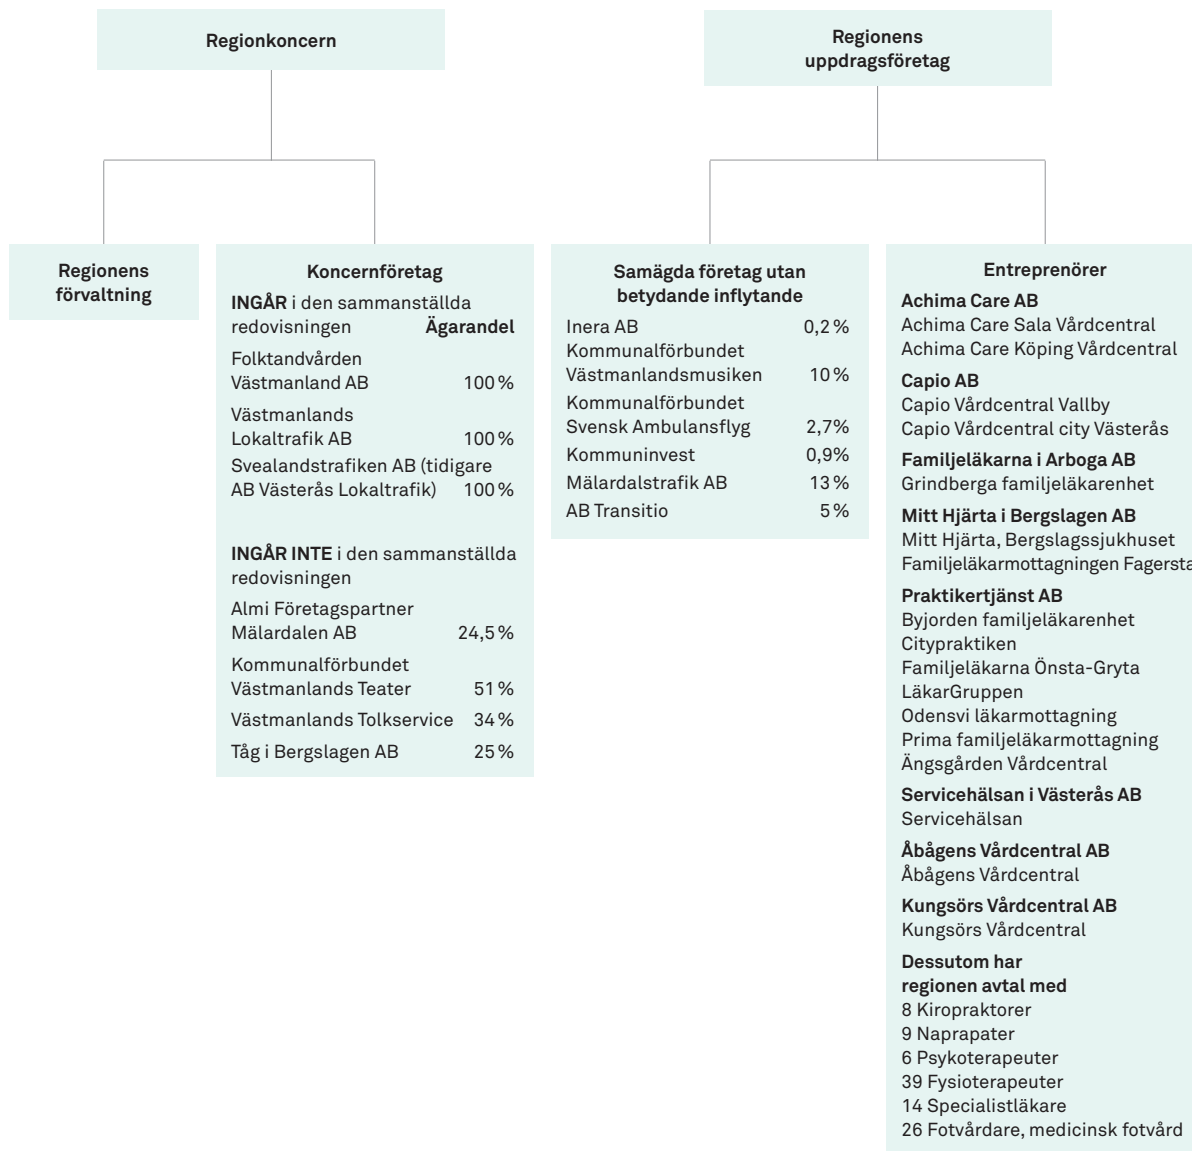 Regionkoncern
Regionens
uppdragsföretag
Regionens
förvaltning
Koncernföretag
INGÅR i den sammanställda
redovisningen Ägarandel
Folktandvården
Västmanland AB 100 %
Västmanlands
Lokaltrafik AB 100 %
Svealandstrafiken AB (tidigare
AB Västerås Lokaltrafik) 100 %
INGÅR INTE i den sammanställda
redovisningen
Almi Företagspartner
Mälardalen AB 24,5 %
Kommunalförbundet
Västmanlands Teater 51 %
Västmanlands Tolkservice 34 %
Tåg i Bergslagen AB 25 %
Samägda företag utan
betydande inflytande
Inera AB 0,2 %
Kommunalförbundet
Västmanlandsmusiken 10 %
Kommunalförbundet
Svensk Ambulansflyg 2,7%
Kommuninvest 0,9%
Mälardalstrafik AB 13 %
AB Transitio 5 %
Entreprenörer
Achima Care AB
Achima Care Sala Vårdcentral
Achima Care Köping Vårdcentral
Capio AB
Capio Vårdcentral Vallby
Capio Vårdcentral city Västerås
Familjeläkarna i Arboga AB
Grindberga familjeläkarenhet
Mitt Hjärta i Bergslagen AB
Mitt Hjärta, Bergslagssjukhuset
Familjeläkarmottagningen Fagersta
Praktikertjänst AB
Byjorden familjeläkarenhet
Citypraktiken
Familjeläkarna Önsta-Gryta
LäkarGruppen
Odensvi läkarmottagning
Prima familjeläkarmottagning
Ängsgården Vårdcentral
Servicehälsan i Västerås AB
Servicehälsan
Åbågens Vårdcentral AB
Åbågens Vårdcentral
Kungsörs Vårdcentral AB
Kungsörs Vårdcentral
Dessutom har
regionen avtal med
8 Kiropraktorer
9 Naprapater
6 Psykoterapeuter
39 Fysioterapeuter
14 Specialistläkare
26 Fotvårdare, medicinsk fotvård